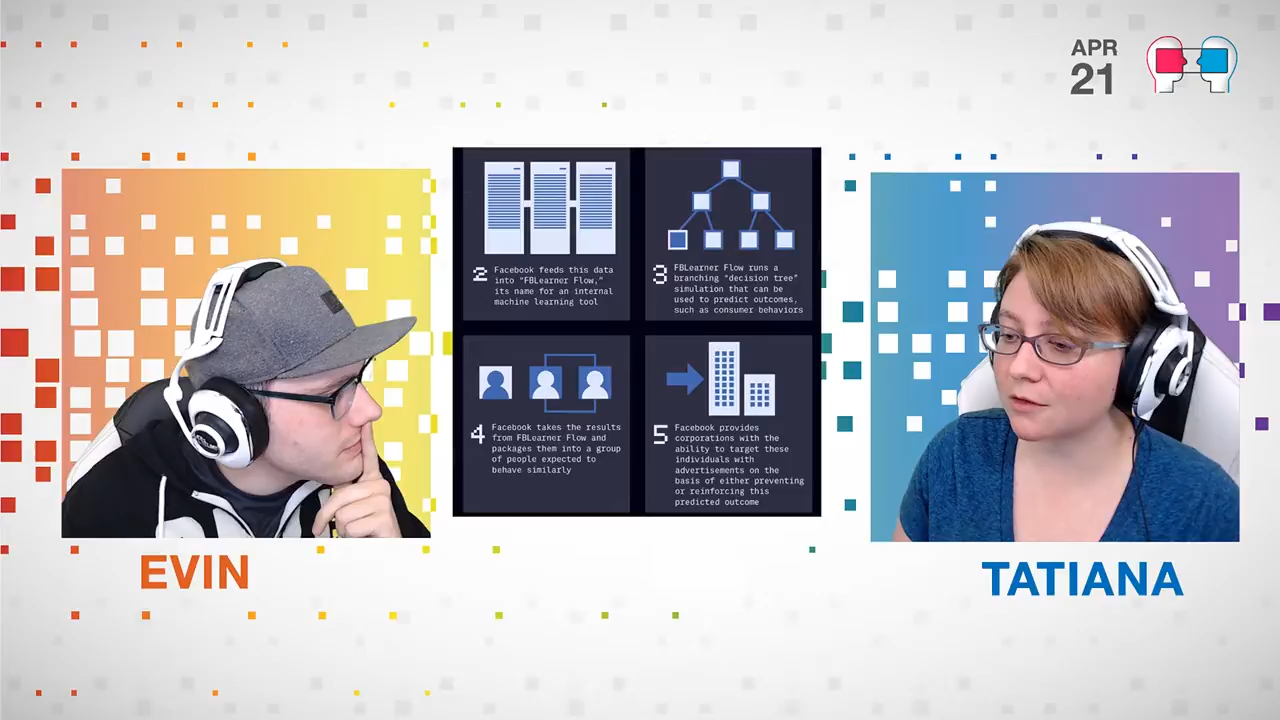 APR
21
2 Facebook feeds this data
into "FBLearner Flow,"
its name for an internal
machine learning tool
3 FBLearner Flow runs a
branching "decision tree"
simulation that can be
used to predict outcomes,
such as consumer behaviors
4 Facebook takes the results
from FBLearner Flow and
packages them into a group
of people expected to
behave similarly
5 Facebook provides
corporations with the
ability to target these
individuals with
advertisements on the
basis of either preventing
or reinforcing this
predicted outcome
EVIN
TATIANA